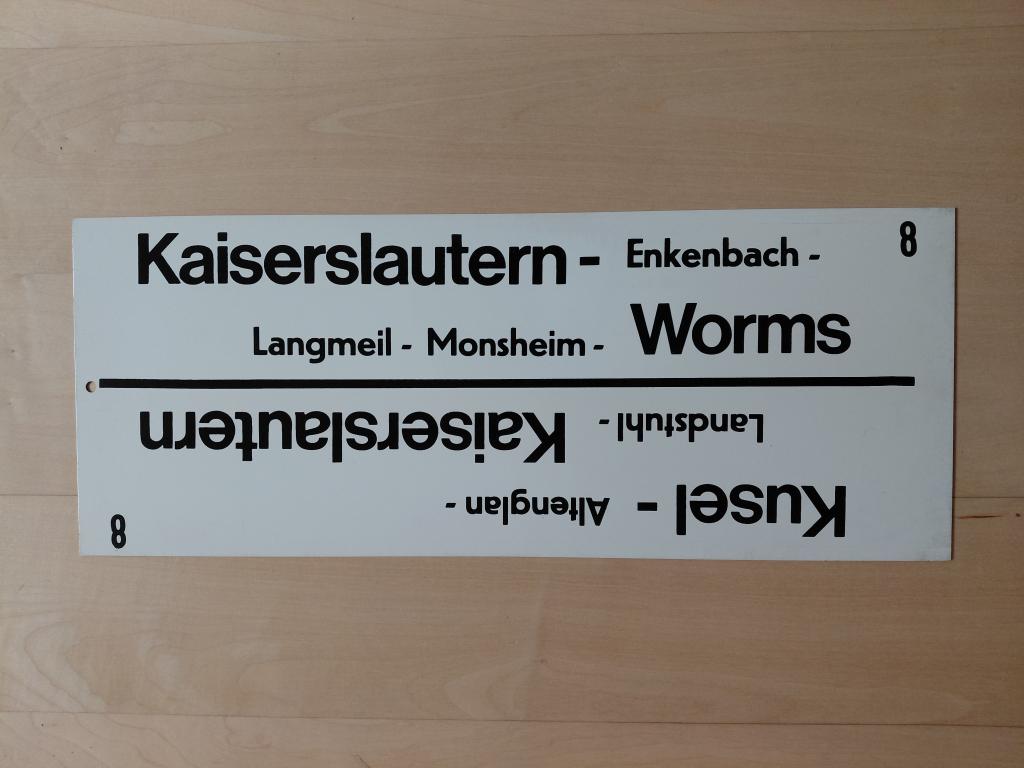 Kaiserslautern - Enkenbach - 8
Langmeil - Monsheim - Worms
Kusel - Altenglan -
Landstuhl - Kaiserslautern
8